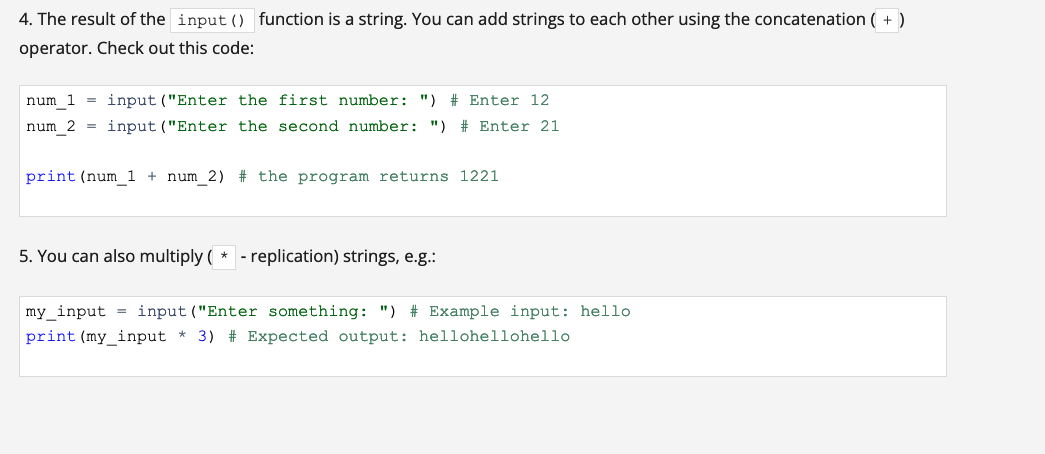 4. The result of the input() function is a string. You can add strings to each other using the concatenation ( + )
operator. Check out this code:
num_1 = input("Enter the first number: ") # Enter 12
num_2 = input("Enter the second number: ") # Enter 21
print(num_1 + num_2) # the program returns 1221
5. You can also multiply ( * - replication) strings, e.g.:
my_input = input("Enter something: ") # Example input: hello
print(my_input * 3) # Expected output: hellohellohello